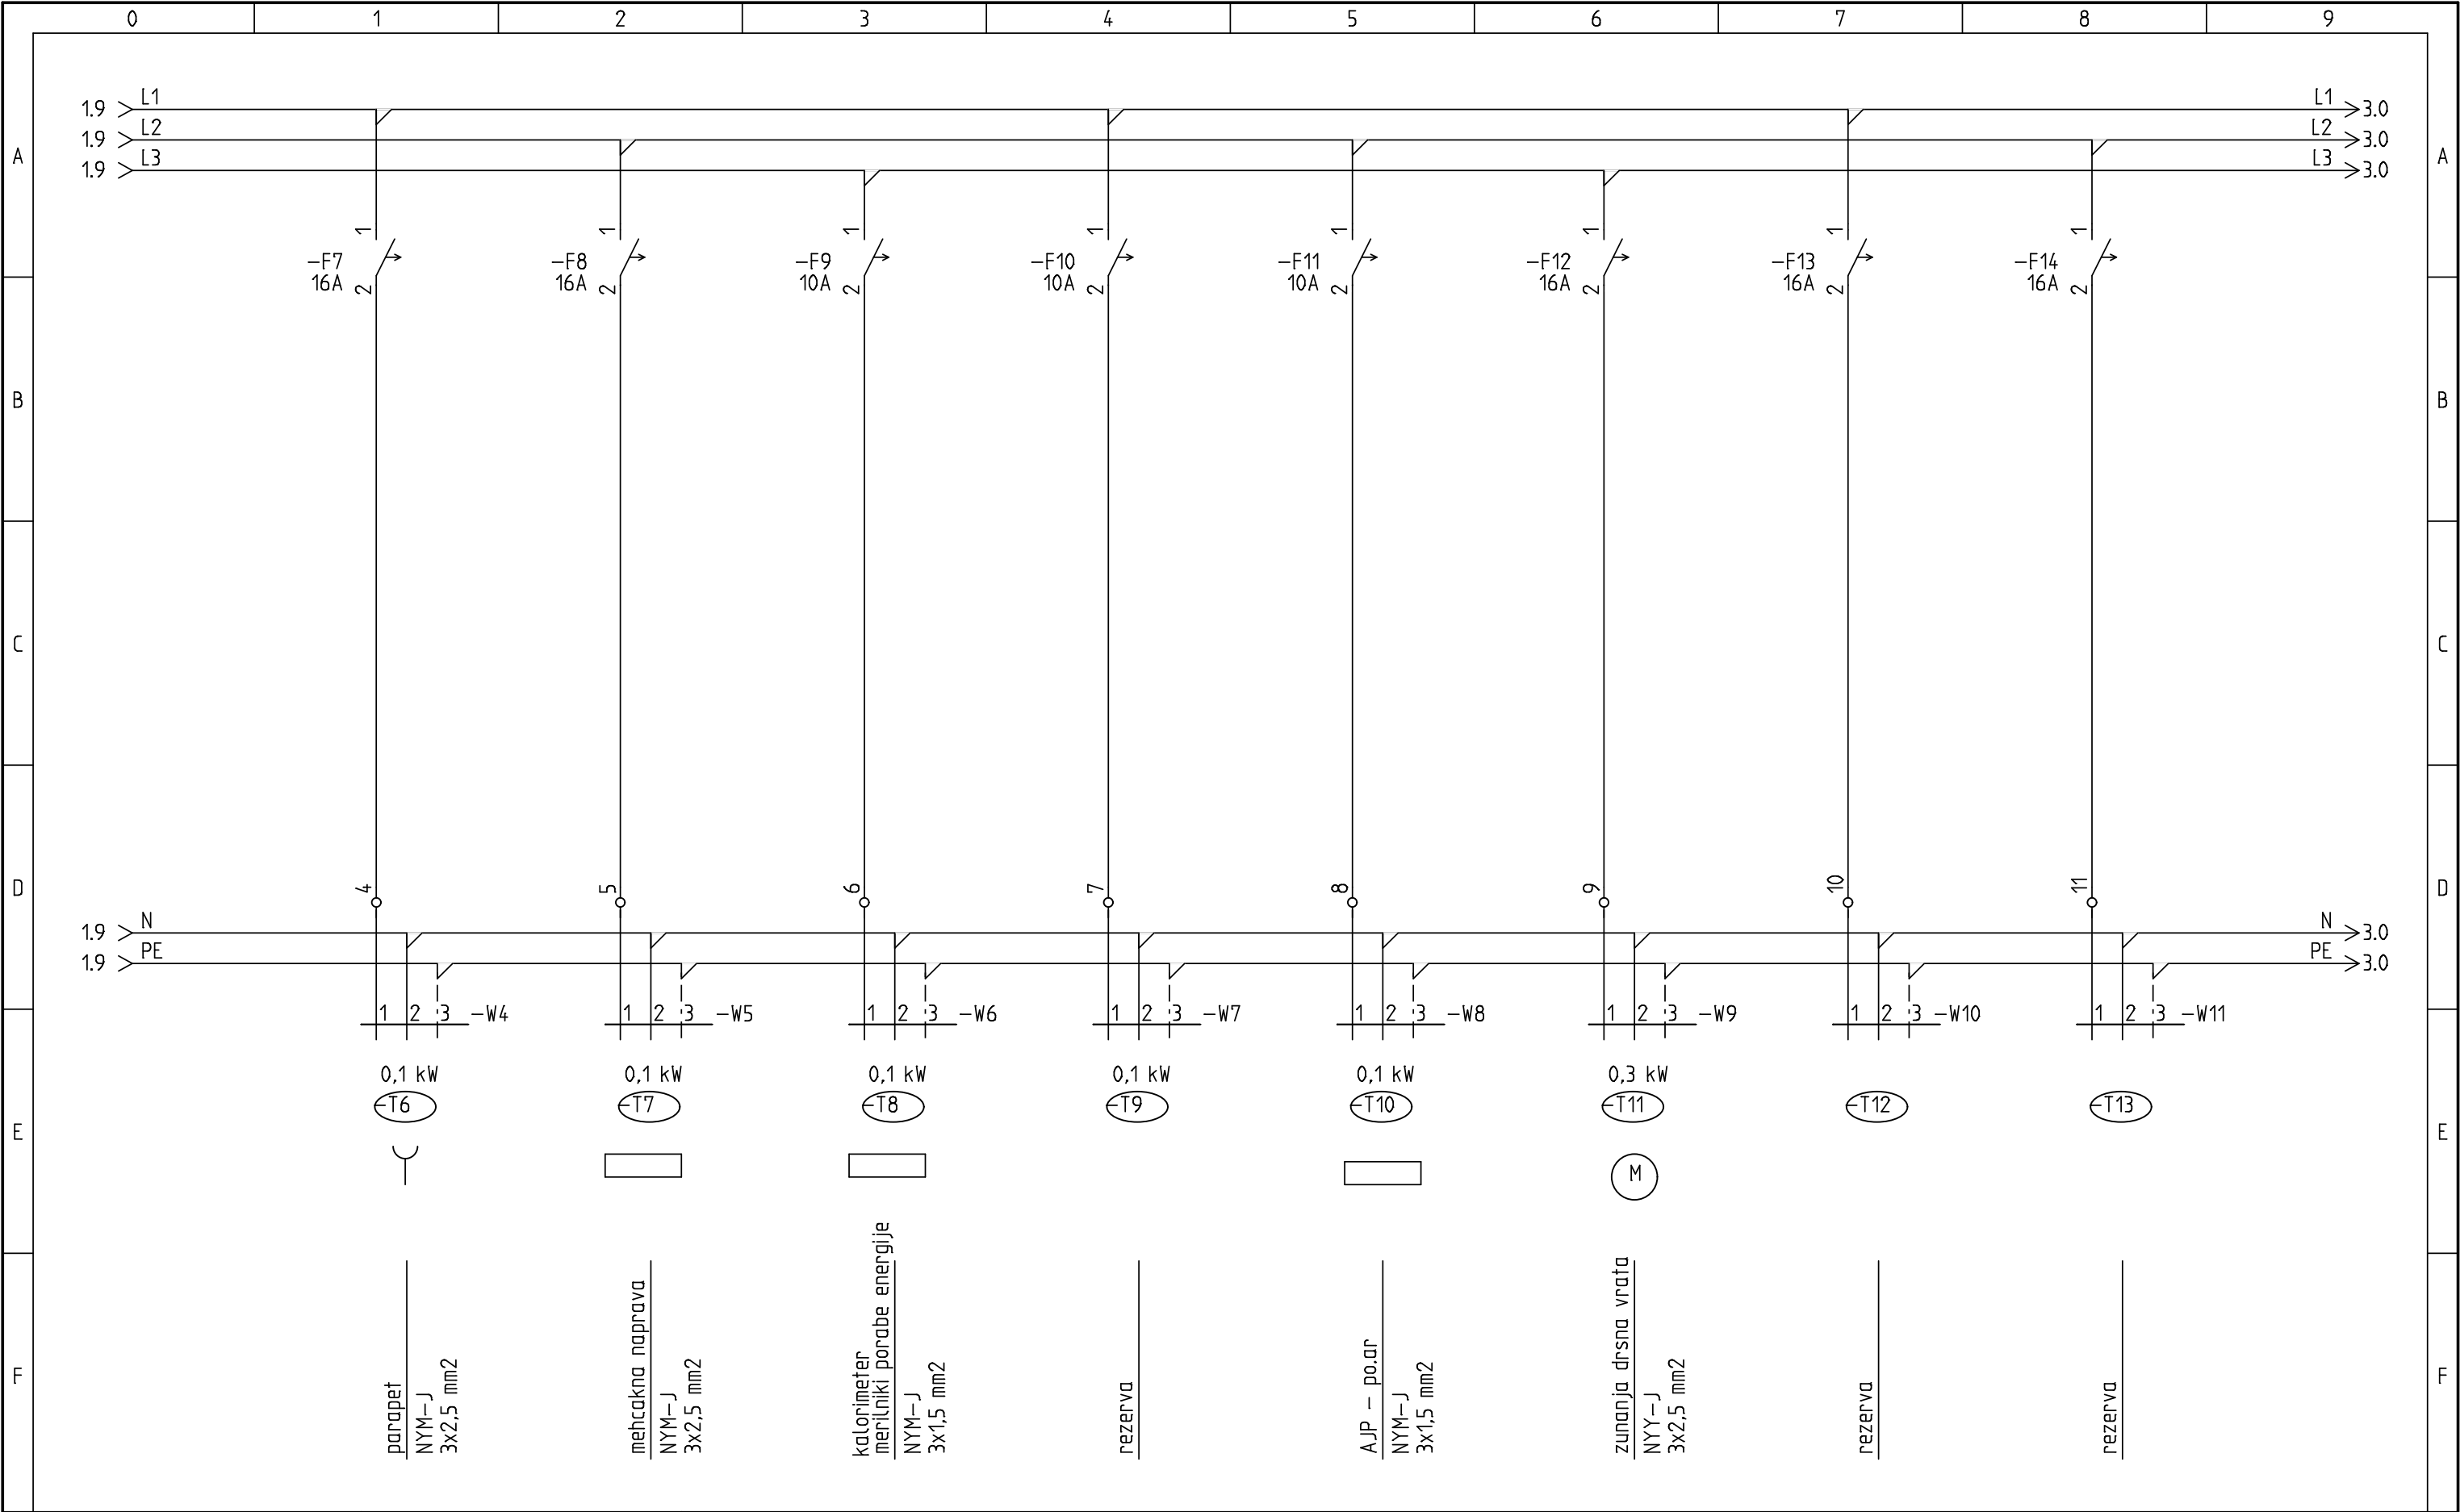 0 1 2 3 4 5 6 7 8 9
1.9 L1 L1 3.0
1.9 L2 L2 3.0
A A
1.9 L3 L3 3.0
1 1 1 1 1 1 1 1
-F7 -F8 -F9 -F10 -F11 -F12 -F13 -F14
16A 16A 10A 10A 10A 16A 16A 16A
2 2 2 2 2 2 2 2
B B
C C
D D
4 5 6 7 8 9 10 11
1.9 N N 3.0
1.9 PE PE 3.0
1 2 3 -W4 1 2 3 -W5 1 2 3 -W6 1 2 3 -W7 1 2 3 -W8 1 2 3 -W9 1 2 3 -W10 1 2 3 -W11
0,1 kW 0,1 kW 0,1 kW 0,1 kW 0,1 kW 0,3 kW
-T6 -T7 -T8 -T9 -T10 -T11 -T12 -T13
E E
M
F F
parapet
NYM-J
3x2,5 mm2
mehcakna naprava
NYM-J
3x2,5 mm2
kalorimeter
merilniki porabe energije
NYM-J
3x1,5 mm2
rezerva
AJP - po.ar
NYM-J
3x1,5 mm2
zunanja drsna vrata
NYY-J
3x2,5 mm2
rezerva
rezerva